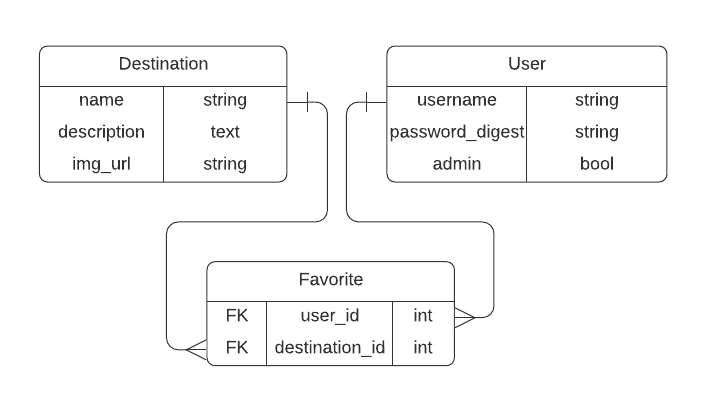 Destination
name string
description text
img_url string
User
username string
password_digest string
admin bool
Favorite
FK user_id int
FK destination_id int